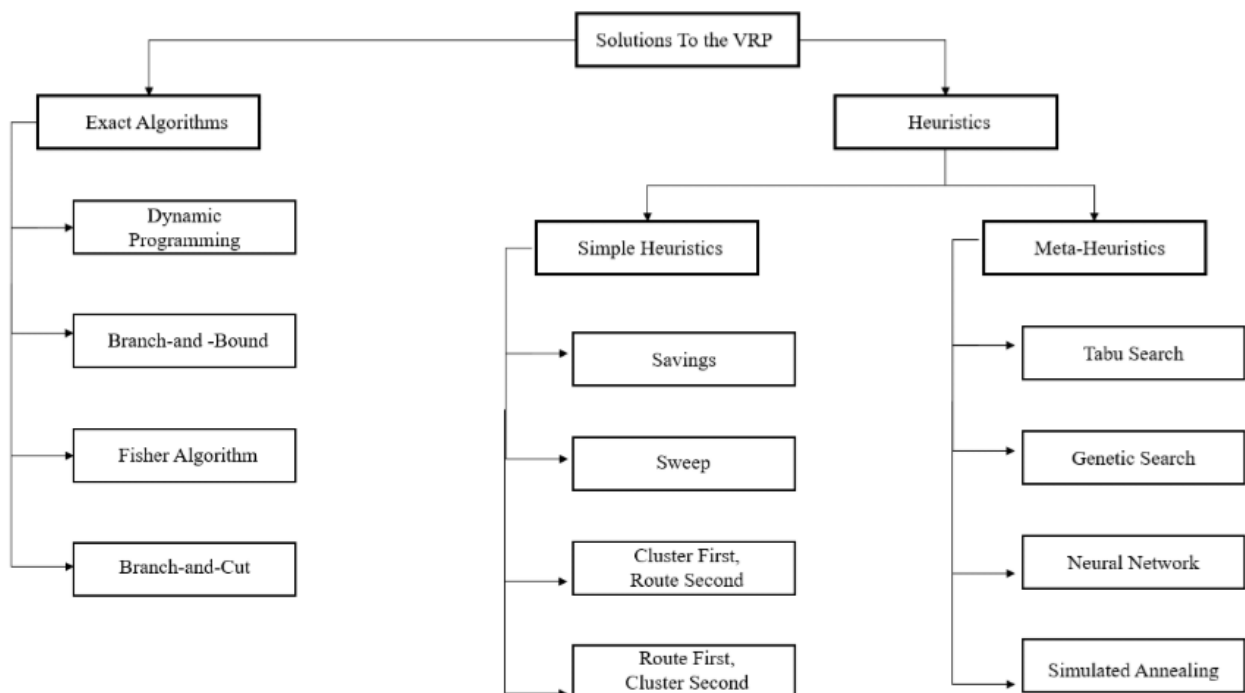 Solutions To the VRP
Exact Algorithms
Heuristics
Dynamic
Programming
Branch-and -Bound
Fisher Algorithm
Branch-and-Cut
Simple Heuristics
Savings
Sweep
Cluster First,
Route Second
Route First,
Cluster Second
Meta-Heuristics
Tabu Search
Genetic Search
Neural Network
Simulated Annealing